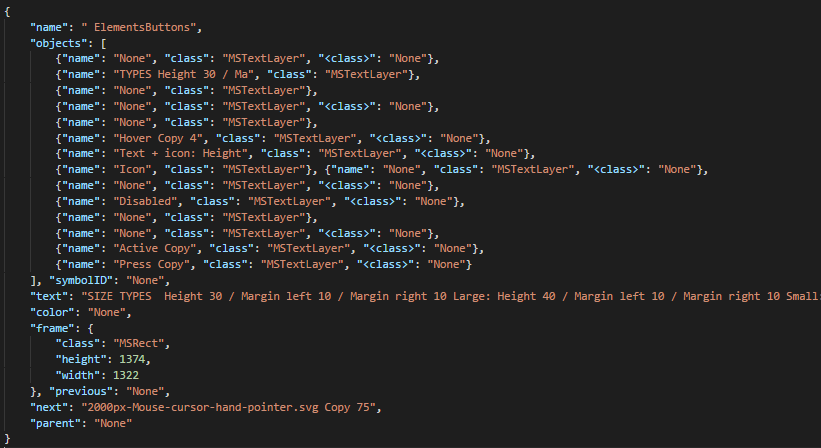 {
"name": " ElementsButtons",
"objects": [
{"name": "None", "class": "MSTextLayer", "<class>": "None"},
{"name": "TYPES Height 30 / Ma", "class": "MSTextLayer"},
{"name": "None", "class": "MSTextLayer"},
{"name": "None", "class": "MSTextLayer", "<class>": "None"},
{"name": "None", "class": "MSTextLayer"},
{"name": "Hover Copy 4", "class": "MSTextLayer", "<class>": "None"},
{"name": "Text + icon: Height", "class": "MSTextLayer", "<class>": "None"},
{"name": "Icon", "class": "MSTextLayer"}, {"name": "None", "class": "MSTextLayer", "<class>": "None"},
{"name": "None", "class": "MSTextLayer", "<class>": "None"},
{"name": "Disabled", "class": "MSTextLayer", "<class>": "None"},
{"name": "None", "class": "MSTextLayer"},
{"name": "None", "class": "MSTextLayer", "<class>": "None"},
{"name": "Active Copy", "class": "MSTextLayer", "<class>": "None"},
{"name": "Press Copy", "class": "MSTextLayer", "<class>": "None"}
], "symbolID": "None",
"text": "SIZE TYPES  Height 30 / Margin left 10 / Margin right 10 Large: Height 40 / Margin left 10 / Margin right 10 Small:
"color": "None",
"frame": {
"class": "MSRect",
"height": 1374,
"width": 1322
}, "previous": "None",
"next": "2000px-Mouse-cursor-hand-pointer.svg Copy 75",
"parent": "None"
}